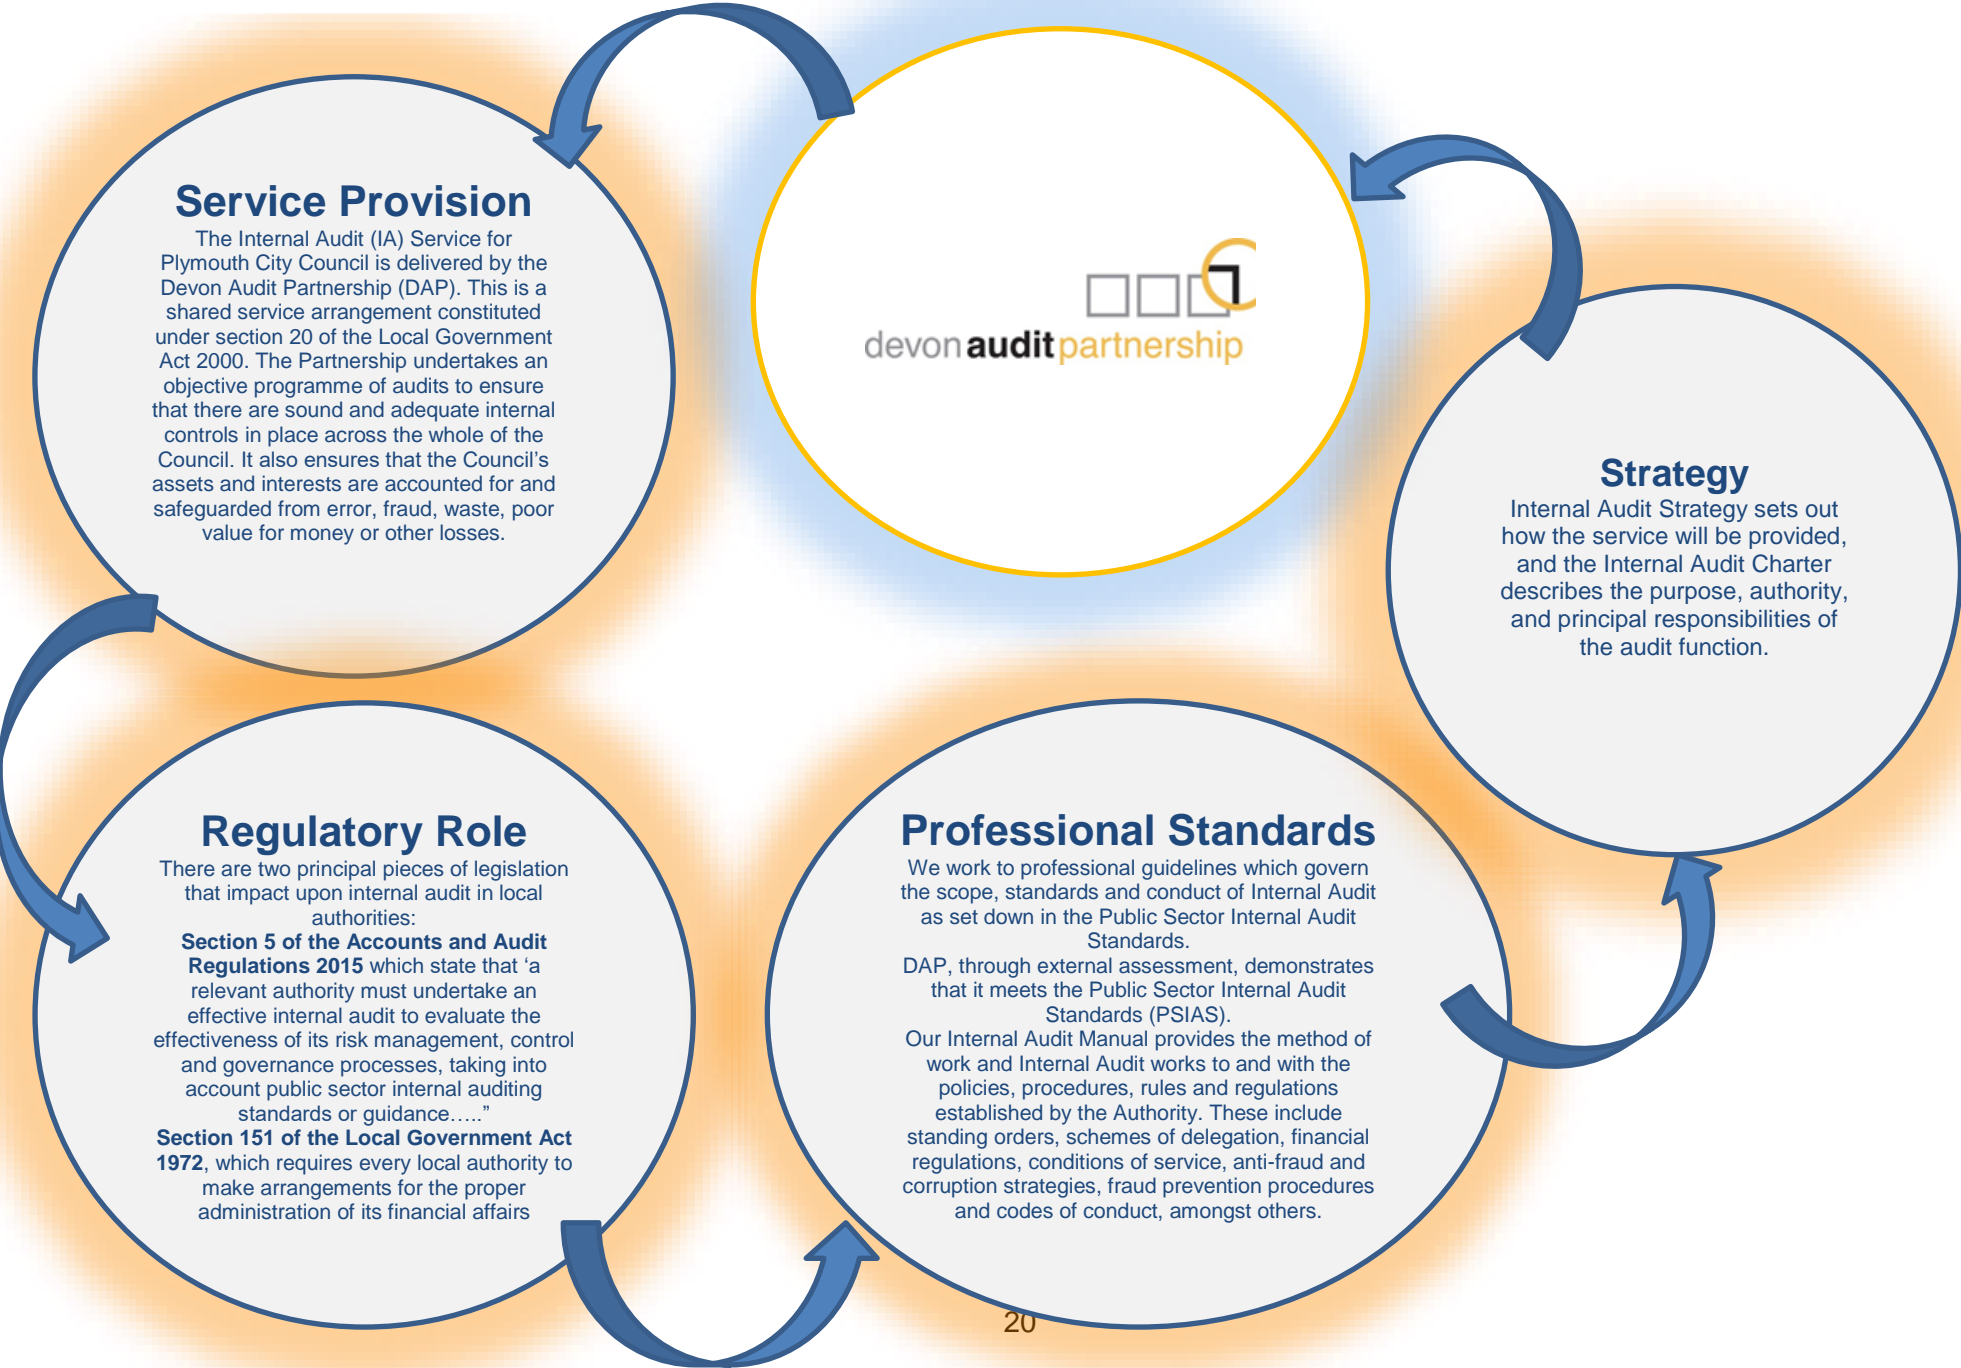 Service Provision
The Internal Audit (IA) Service for
Plymouth City Council is delivered by the
Devon Audit Partnership (DAP). This is a
shared service arrangement constituted
under section 20 of the Local Government
Act 2000. The Partnership undertakes an
objective programme of audits to ensure
that there are sound and adequate internal
controls in place across the whole of the
Council. It also ensures that the Council’s
assets and interests are accounted for and
safeguarded from error, fraud, waste, poor
value for money or other losses.
devonauditpartnership
Strategy
Internal Audit Strategy sets out
how the service will be provided,
and the Internal Audit Charter
describes the purpose, authority,
and principal responsibilities of
the audit function.
Regulatory Role
There are two principal pieces of legislation
that impact upon internal audit in local
authorities:
Section 5 of the Accounts and Audit
Regulations 2015 which state that ‘a
relevant authority must undertake an
effective internal audit to evaluate the
effectiveness of its risk management, control
and governance processes, taking into
account public sector internal auditing
standards or guidance…..”
Section 151 of the Local Government Act
1972, which requires every local authority to
make arrangements for the proper
administration of its financial affairs
Professional Standards
We work to professional guidelines which govern
the scope, standards and conduct of Internal Audit
as set down in the Public Sector Internal Audit
Standards.
DAP, through external assessment, demonstrates
that it meets the Public Sector Internal Audit
Standards (PSIAS).
Our Internal Audit Manual provides the method of
work and Internal Audit works to and with the
policies, procedures, rules and regulations
established by the Authority. These include
standing orders, schemes of delegation, financial
regulations, conditions of service, anti-fraud and
corruption strategies, fraud prevention procedures
and codes of conduct, amongst others.
20